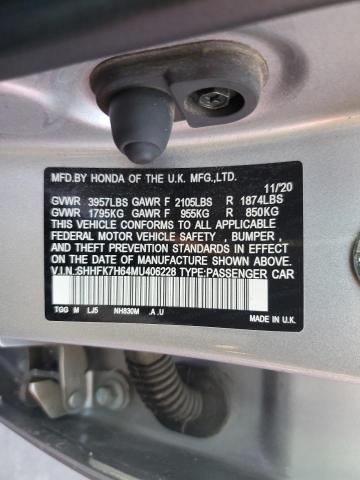 MFD.BY HONDA OF THE U.K. MFG.,LTD.
11/20
GVWR 3957LBS GAWR F 2105LBS R 1874LBS
GVWR 1795KG GAWR F 955KG R 850KG
THIS VEHICLE CONFORMS TO ALL APPLICABLE
FEDERAL MOTOR VEHICLE SAFETY , BUMPER, AND
THEFT PREVENTION STANDARDS IN EFFECT ON THE
DATE OF MANUFACTURE SHOWN ABOVE.
V.I.N:SHHFK7H64MU406228 TYPE:PASSENGER CAR
TGG M LJ5 NH830M .A .U
MADE IN U.K.